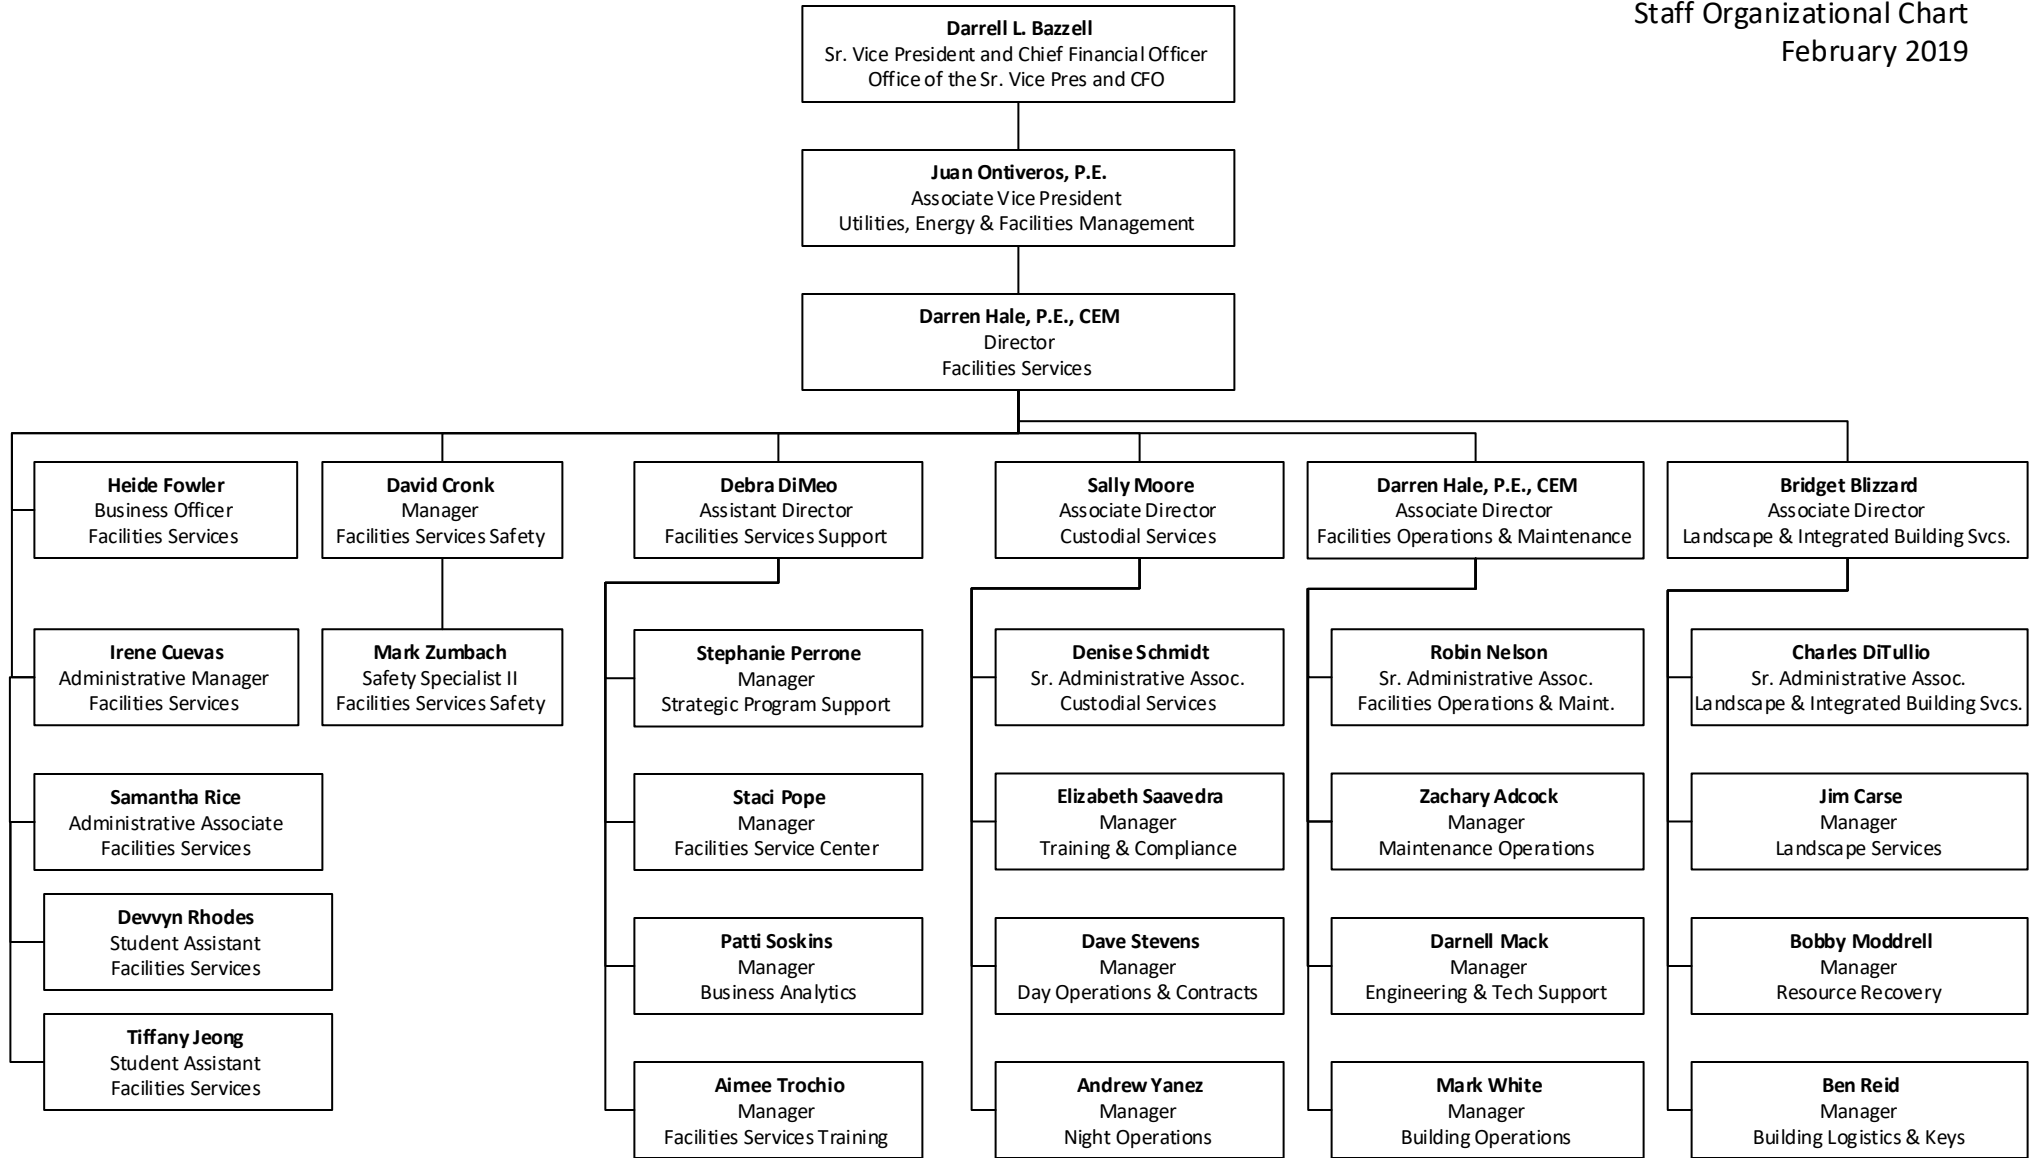 Staff Organizational Chart
February 2019
Darrell L. Bazzell
Sr. Vice President and Chief Financial Officer
Office of the Sr. Vice Pres and CFO
Juan Ontiveros, P.E.
Associate Vice President
Utilities, Energy & Facilities Management
Darren Hale, P.E., CEM
Director
Facilities Services
Heide Fowler
Business Officer
Facilities Services
David Cronk
Manager
Facilities Services Safety
Debra DiMeo
Assistant Director
Facilities Services Support
Sally Moore
Associate Director
Custodial Services
Darren Hale, P.E., CEM
Associate Director
Facilities Operations & Maintenance
Bridget Blizzard
Associate Director
Landscape & Integrated Building Svcs.
Irene Cuevas
Administrative Manager
Facilities Services
Mark Zumbach
Safety Specialist II
Facilities Services Safety
Stephanie Perrone
Manager
Strategic Program Support
Denise Schmidt
Sr. Administrative Assoc.
Custodial Services
Robin Nelson
Sr. Administrative Assoc.
Facilities Operations & Maint.
Charles DiTullio
Sr. Administrative Assoc.
Landscape & Integrated Building Svcs.
Samantha Rice
Administrative Associate
Facilities Services
Staci Pope
Manager
Facilities Service Center
Elizabeth Saavedra
Manager
Training & Compliance
Zachary Adcock
Manager
Maintenance Operations
Jim Carse
Manager
Landscape Services
Devvyn Rhodes
Student Assistant
Facilities Services
Patti Soskins
Manager
Business Analytics
Dave Stevens
Manager
Day Operations & Contracts
Darnell Mack
Manager
Engineering & Tech Support
Bobby Moddrell
Manager
Resource Recovery
Tiffany Jeong
Student Assistant
Facilities Services
Aimee Trochio
Manager
Facilities Services Training
Andrew Yanez
Manager
Night Operations
Mark White
Manager
Building Operations
Ben Reid
Manager
Building Logistics & Keys